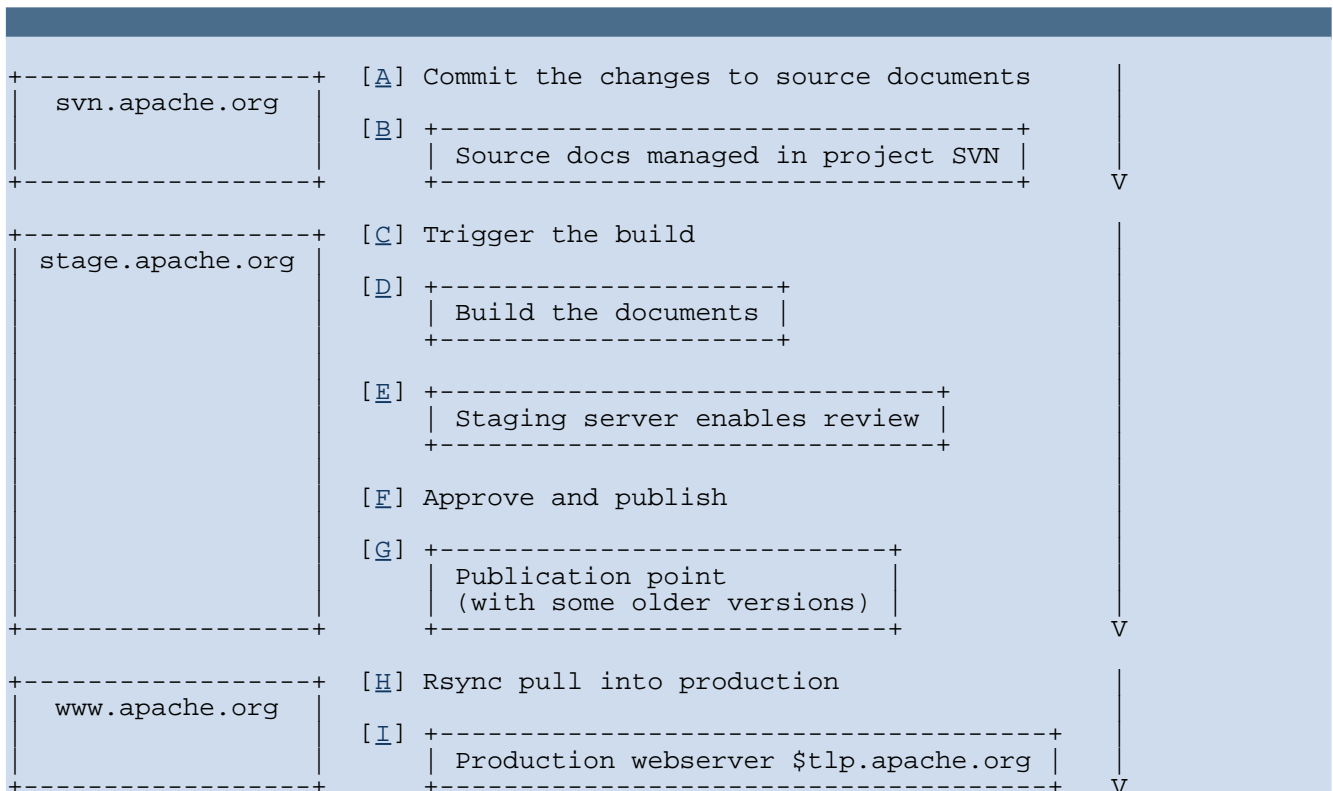 +------------------+  [A] Commit the changes to source documents           |
|  svn.apache.org  |                                                       |
|                  |  [B] +-------------------------------------+          |
|                  |      | Source docs managed in project SVN |          |
+------------------+      +-------------------------------------+          V
+------------------+  [C] Trigger the build                                |
| stage.apache.org |                                                       |
|                  |  [D] +---------------------+                          |
|                  |      | Build the documents |                          |
|                  |      +---------------------+                          |
|                  |  [E] +-------------------------------+                |
|                  |      | Staging server enables review |                |
|                  |      +-------------------------------+                |
|                  |  [F] Approve and publish                              |
|                  |  [G] +----------------------------+                   |
|                  |      | Publication point          |                   |
|                  |      | (with some older versions) |                   |
+------------------+      +----------------------------+                   V
+------------------+  [H] Rsync pull into production                       |
|  www.apache.org  |                                                       |
|                  |  [I] +--------------------------------------+         |
|                  |      | Production webserver $tlp.apache.org |         |
+------------------+      +--------------------------------------+         V